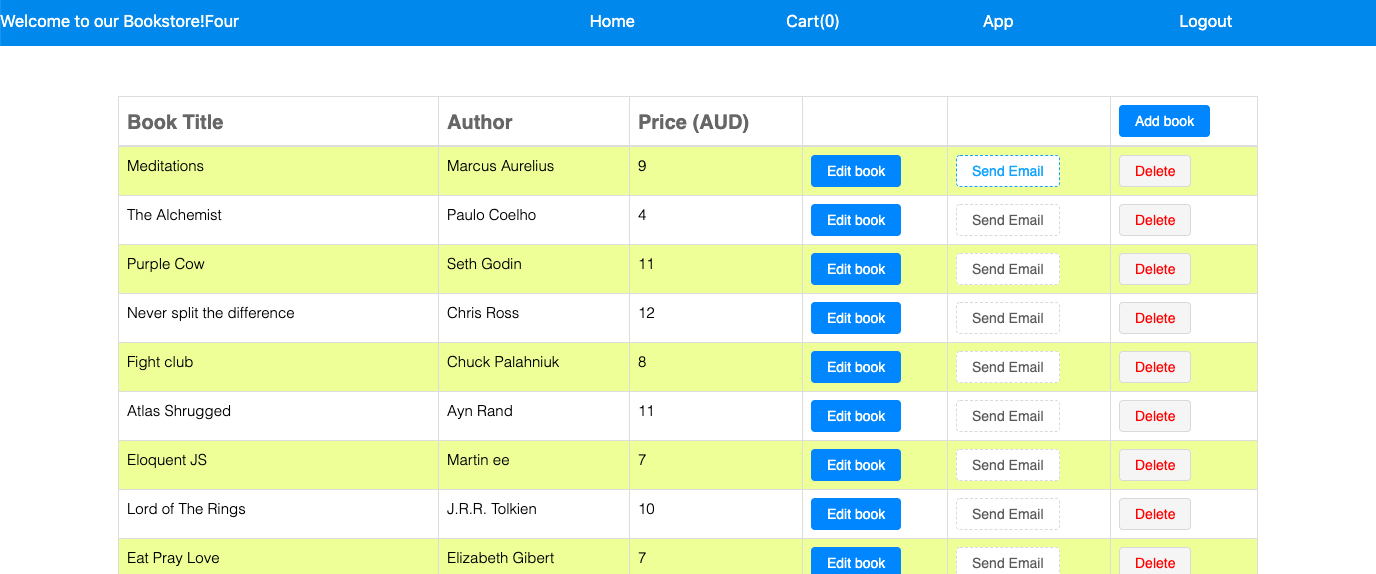 Welcome to our Bookstore!Four Home Cart(0) App Logout
Book Title Author Price (AUD) Add book
Meditations Marcus Aurelius 9 Edit book Send Email Delete
The Alchemist Paulo Coelho 4 Edit book Send Email Delete
Purple Cow Seth Godin 11 Edit book Send Email Delete
Never split the difference Chris Ross 12 Edit book Send Email Delete
Fight club Chuck Palahniuk 8 Edit book Send Email Delete
Atlas Shrugged Ayn Rand 11 Edit book Send Email Delete
Eloquent JS Martin ee 7 Edit book Send Email Delete
Lord of The Rings J.R.R. Tolkien 10 Edit book Send Email Delete
Eat Pray Love Elizabeth Gibert 7 Edit book Send Email Delete